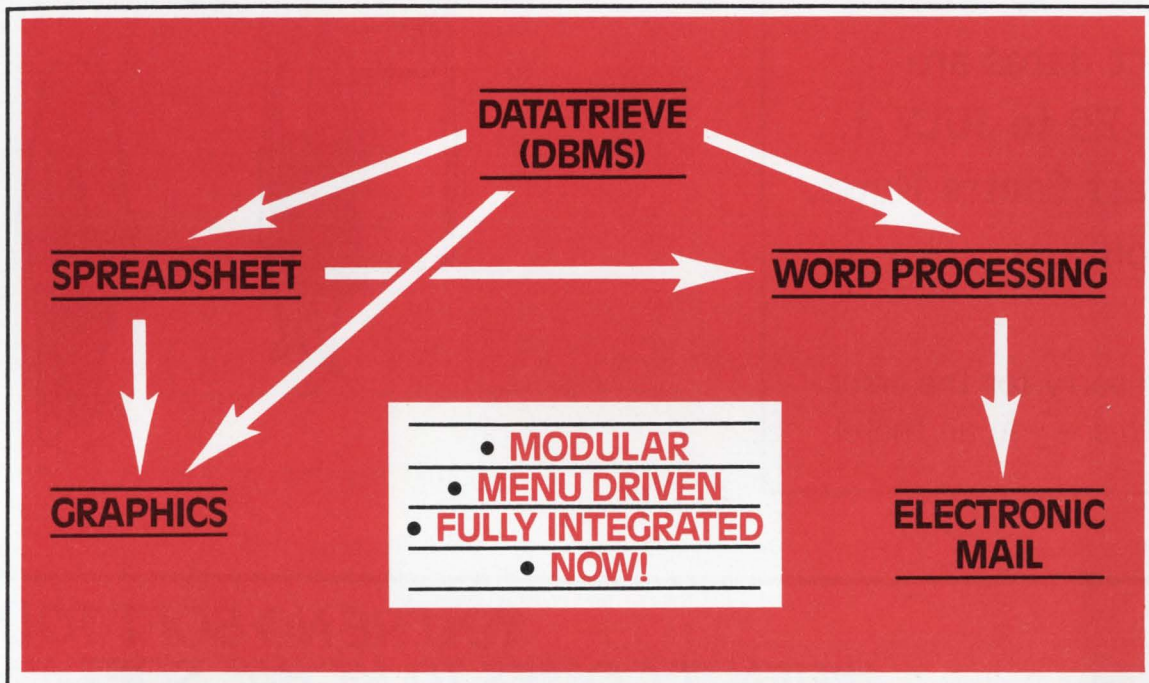 DATATRIEVE
(DBMS)
SPREADSHEET
WORD PROCESSING
GRAPHICS
• MODULAR
• MENU DRIVEN
• FULLY INTEGRATED
• NOW!
ELECTRONIC
MAIL